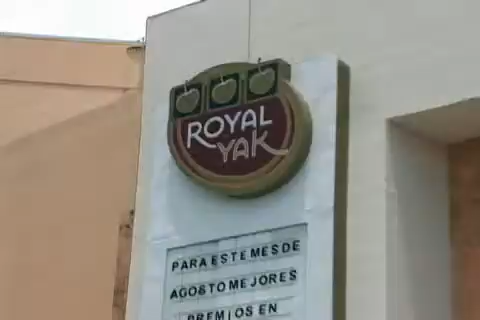 ROYAL
YAK
PARA ESTE MES DE
AGOSTO MEJORES
PREMIOS EN